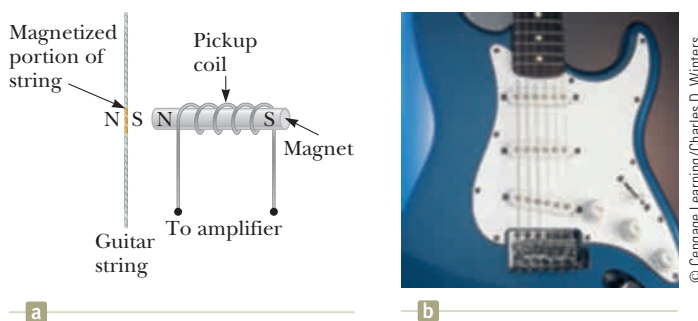 Magnetized
portion of
string
Pickup
coil
N S N S
Magnet
To amplifier
Guitar
string
a
b
© Cengage Learning/Charles D. Winters